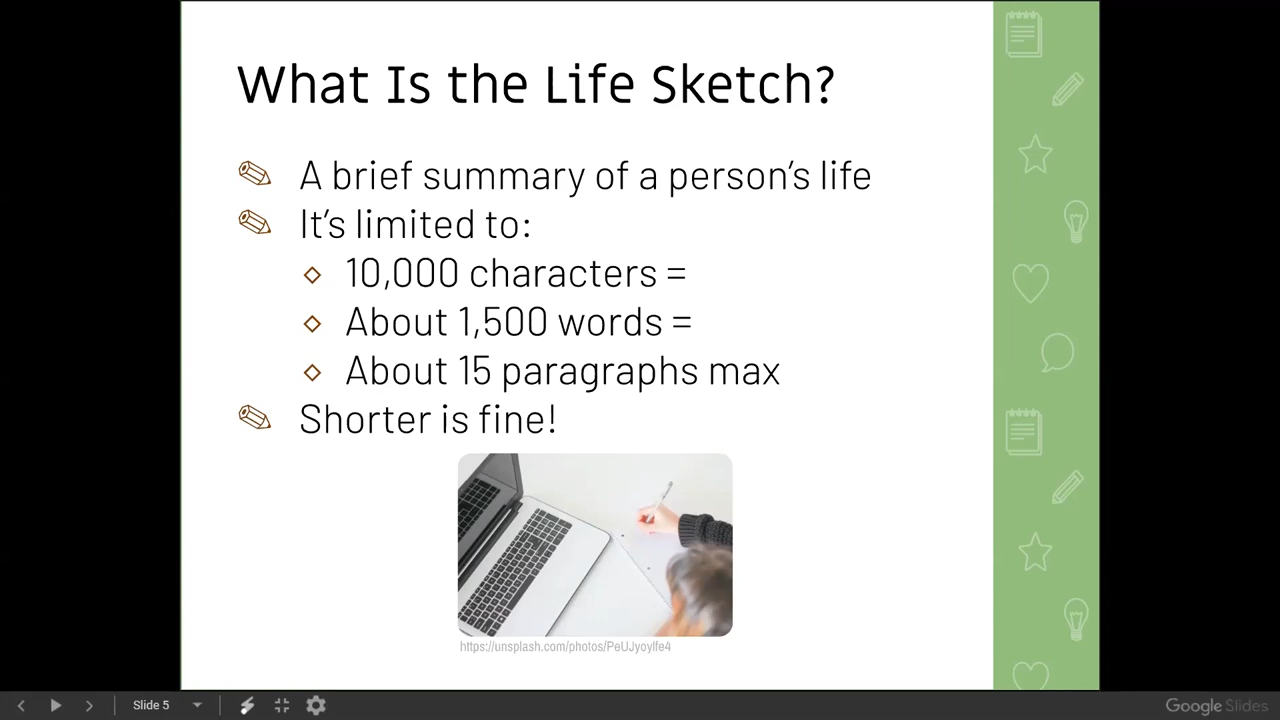 What Is the Life Sketch?
A brief summary of a person’s life
It’s limited to:
10,000 characters =
About 1,500 words =
About 15 paragraphs max
Shorter is fine!
https://unsplash.com/photos/PeUJyoylfe4
Slide 5
Google Slides